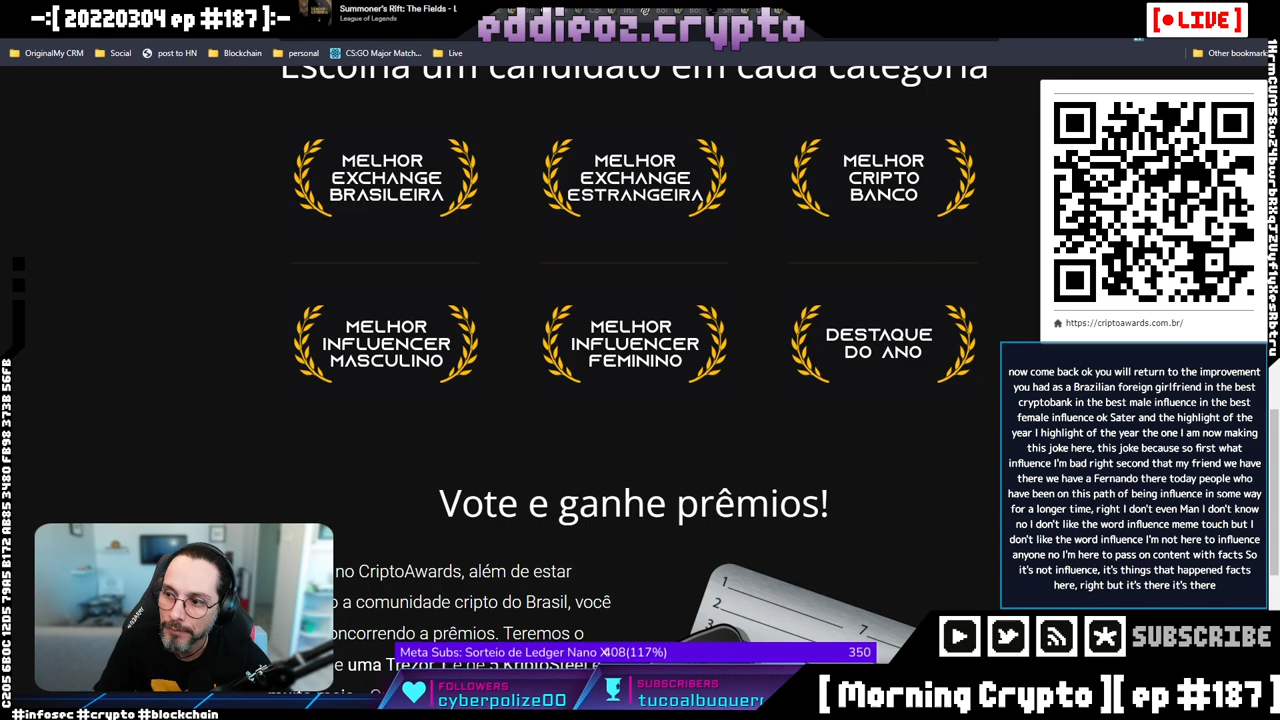 -:[ 20220304 ep #187 ]:-
Summoner's Rift: The Fields - L
League of Legends
eddieoz.crypto
[•LIVE]
OriginalMy CRM
Social
post to HN
Blockchain
personal
CS:GO Major Match...
Live
Other bookmark
Escolha um candidato em cada categoria
MELHOR
EXCHANGE
BRASILEIRA
MELHOR
EXCHANGE
ESTRANGEIRA
MELHOR
CRIPTO
BANCO
MELHOR
INFLUENCER
MASCULINO
MELHOR
INFLUENCER
FEMININO
DESTAQUE
DO ANO
https://criptoawards.com.br/
now come back ok you will return to the improvement
you had as a Brazilian foreign girlfriend in the best
cryptobank in the best male influence in the best
female influence ok Sater and the highlight of the
year I highlight of the year the one I am now making
this joke here, this joke because so first what
influence I'm bad right second that my friend we have
there we have a Fernando there today people who
have been on this path of being influence in some way
for a longer time, right I don't even Man I don't know
no I don't like the word influence meme touch but I
don't like the word influence I'm not here to influence
anyone no I'm here to pass on content with facts So
it's not influence, it's things that happened facts
here, right but it's there it's there
Vote e ganhe prêmios!
no CriptoAwards, além de estar
a comunidade cripto do Brasil, você
oncorrendo a prêmios. Teremos o
e uma Trezor T e de 5 KriptoSteel e
1
2
3
7
Meta Subs: Sorteio de Ledger Nano X
408(117%)
350
FOLLOWERS
cyberpolize00
SUBSCRIBERS
tucoalbuquerq
SUBSCRIBE
[ Morning Crypto ][ ep #187 ]
#infosec #crypto #blockchain